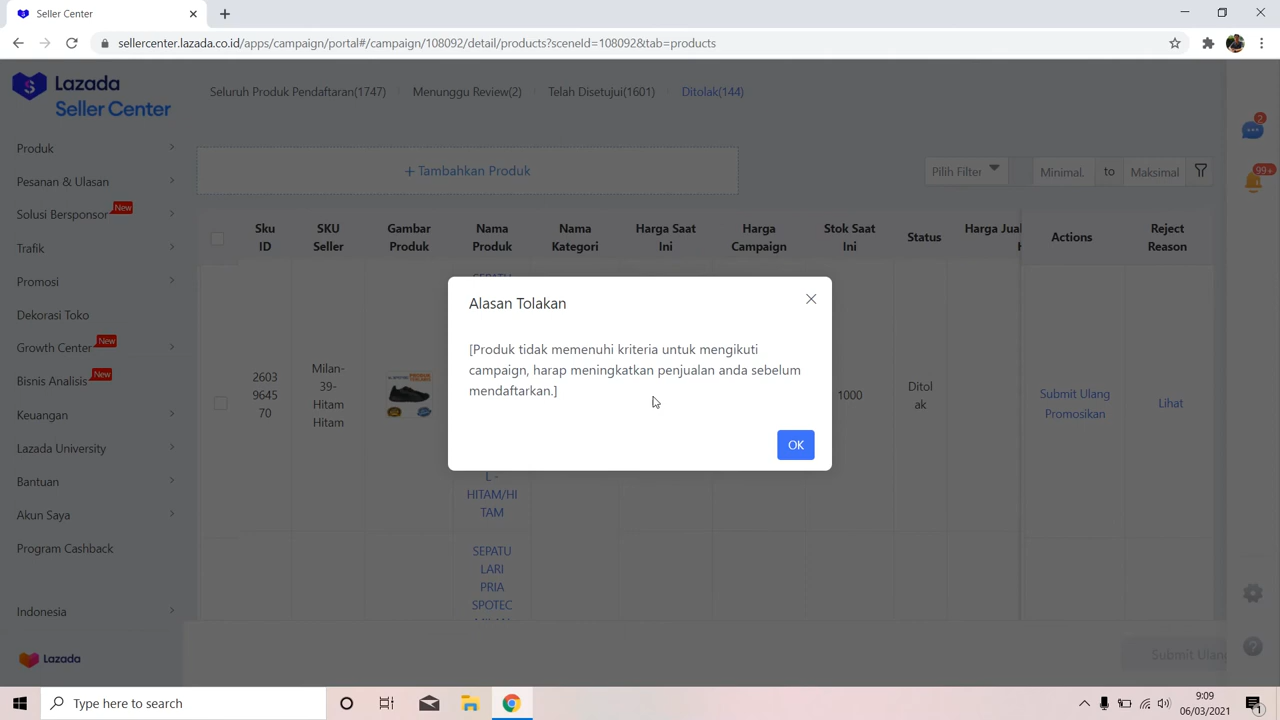 Seller Center
sellercenter.lazada.co.id/apps/campaign/portal#/campaign/108092/detail/products?sceneId=108092&tab=products
Lazada
Seller Center
Seluruh Produk Pendaftaran(1747)
Menunggu Review(2)
Telah Disetujui(1601)
Ditolak(144)
2
99+
Produk
Pesanan & Ulasan
Solusi Bersponsor New
Trafik
Promosi
Dekorasi Toko
Growth Center New
Bisnis Analisis New
Keuangan
Lazada University
Bantuan
Akun Saya
Program Cashback
Indonesia
Lazada
+ Tambahkan Produk
Pilih Filter
Minimal.
to
Maksimal
Sku
ID
SKU
Seller
Gambar
Produk
Nama
Produk
Nama
Kategori
Harga Saat
Ini
Harga
Campaign
Stok Saat
Ini
Status
Harga Jua
Actions
Reject
Reason
2603
9645
70
Milan-
39-
Hitam
Hitam
L -
HITAM/HI
TAM
1000
Ditol
ak
Submit Ulang
Promosikan
Lihat
SEPATU
LARI
PRIA
SPOTEC
Alasan Tolakan
[Produk tidak memenuhi kriteria untuk mengikuti
campaign, harap meningkatkan penjualan anda sebelum
mendaftarkan.]
OK
Submit Ulan
Type here to search
9:09
06/03/2021
1